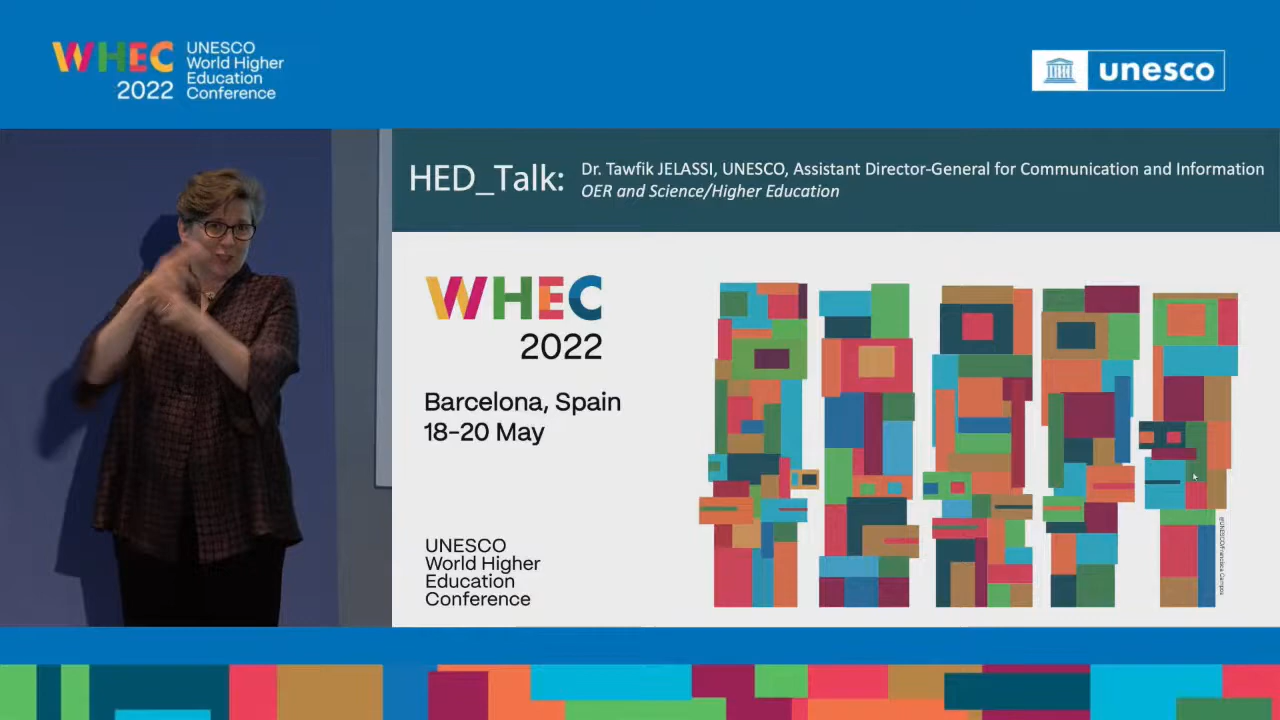 WHEC
2022
UNESCO
World Higher
Education
Conference
unesco
HED_Talk:
Dr. Tawfik JELASSI, UNESCO, Assistant Director-General for Communication and Information
OER and Science/Higher Education
WHEC
2022
Barcelona, Spain
18-20 May
UNESCO
World Higher
Education
Conference